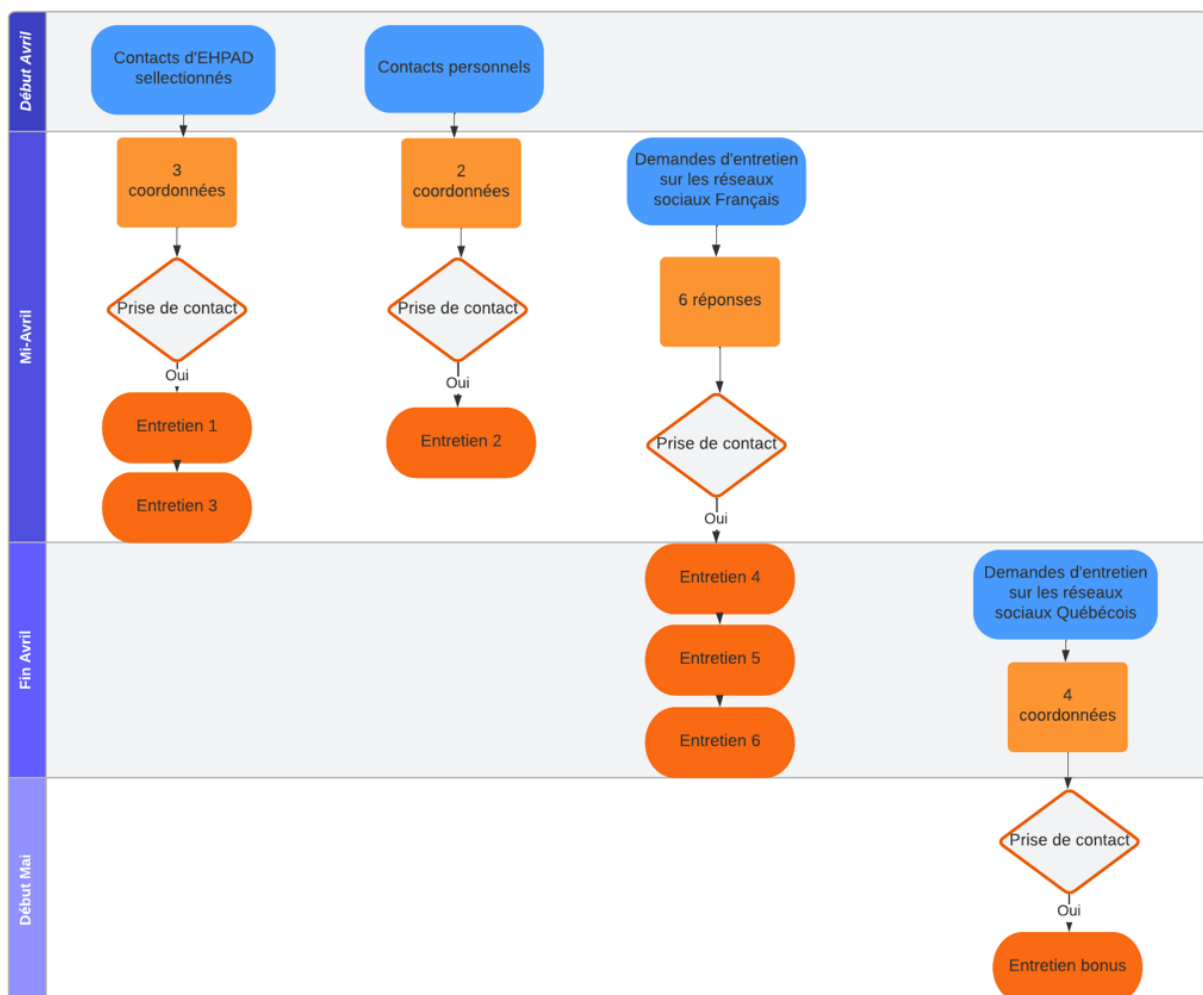 Début Avril
Contacts d'EHPAD
sellectionnés
Contacts personnels
Mi-Avril
3
coordonnées
Prise de contact
Oui
Entretien 1
Entretien 3
2
coordonnées
Prise de contact
Oui
Entretien 2
Demandes d'entretien
sur les réseaux
sociaux Français
6 réponses
Prise de contact
Oui
Fin Avril
Entretien 4
Entretien 5
Entretien 6
Demandes d'entretien
sur les réseaux
sociaux Québécois
4
coordonnées
Début Mai
Prise de contact
Oui
Entretien bonus